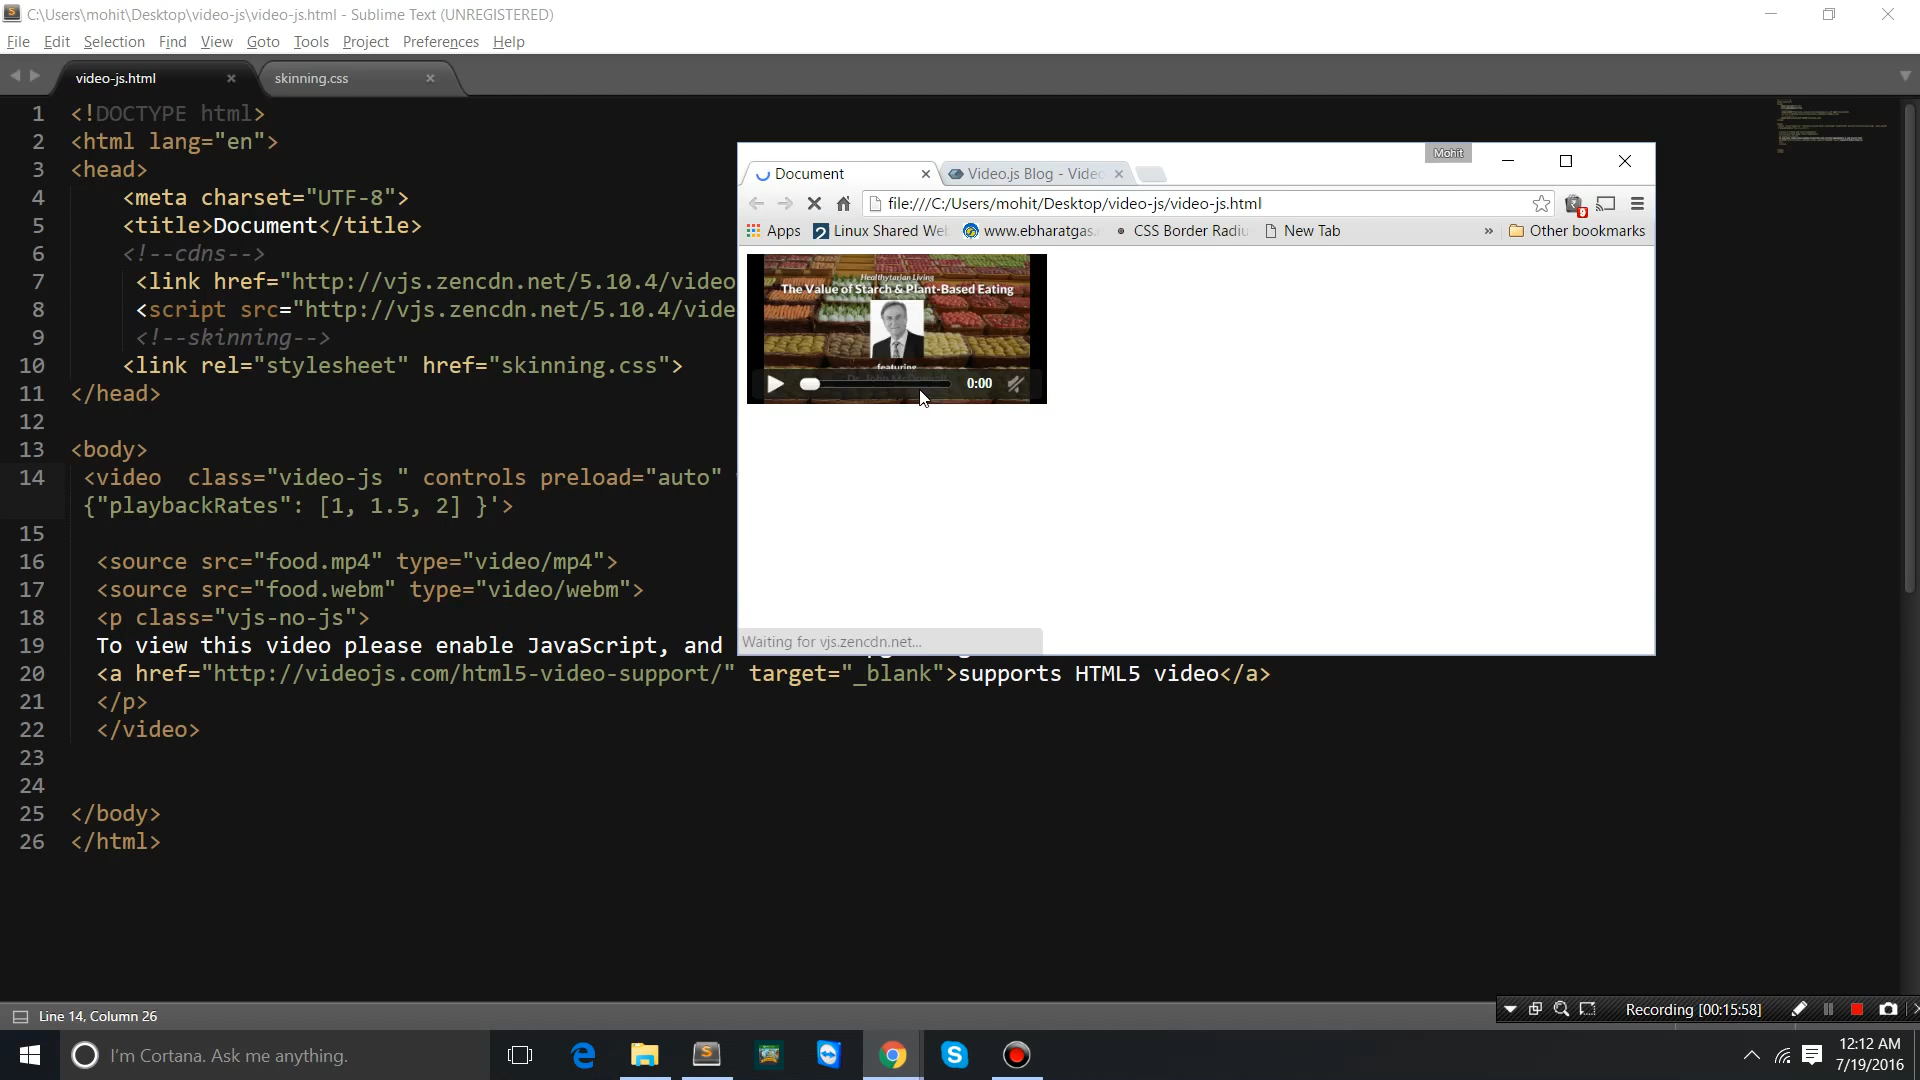 C:\Users\mohit\Desktop\video-js\video-js.html - Sublime Text (UNREGISTERED)
File Edit Selection Find View Goto Tools Project Preferences Help
video-js.html
skinning.css
1 <!DOCTYPE html>
2 <html lang="en">
3 <head>
4 <meta charset="UTF-8">
5 <title>Document</title>
6 <!--cdns-->
7 <link href="http://vjs.zencdn.net/5.10.4/video
8 <script src="http://vjs.zencdn.net/5.10.4/vide
9 <!--skinning-->
10 <link rel="stylesheet" href="skinning.css">
11 </head>
12
13 <body>
14 <video class="video-js " controls preload="auto"
{"playbackRates": [1, 1.5, 2] }'>
15
16 <source src="food.mp4" type="video/mp4">
17 <source src="food.webm" type="video/webm">
18 <p class="vjs-no-js">
19 To view this video please enable JavaScript, and
20 <a href="http://videojs.com/html5-video-support/" target="_blank">supports HTML5 video</a>
21 </p>
22 </video>
23
24
25 </body>
26 </html>
Mohit
Document
Video.js Blog - Video
file:///C:/Users/mohit/Desktop/video-js/video-js.html
Apps Linux Shared We www.ebharatgas. CSS Border Radiu New Tab » Other bookmarks
Healthytarian Living
The Value of Starch & Plant-Based Eating
featuring
0:00
Waiting for vjs.zencdn.net...
Line 14, Column 26
Recording [00:15:58]
I'm Cortana. Ask me anything.
12:12 AM
7/19/2016